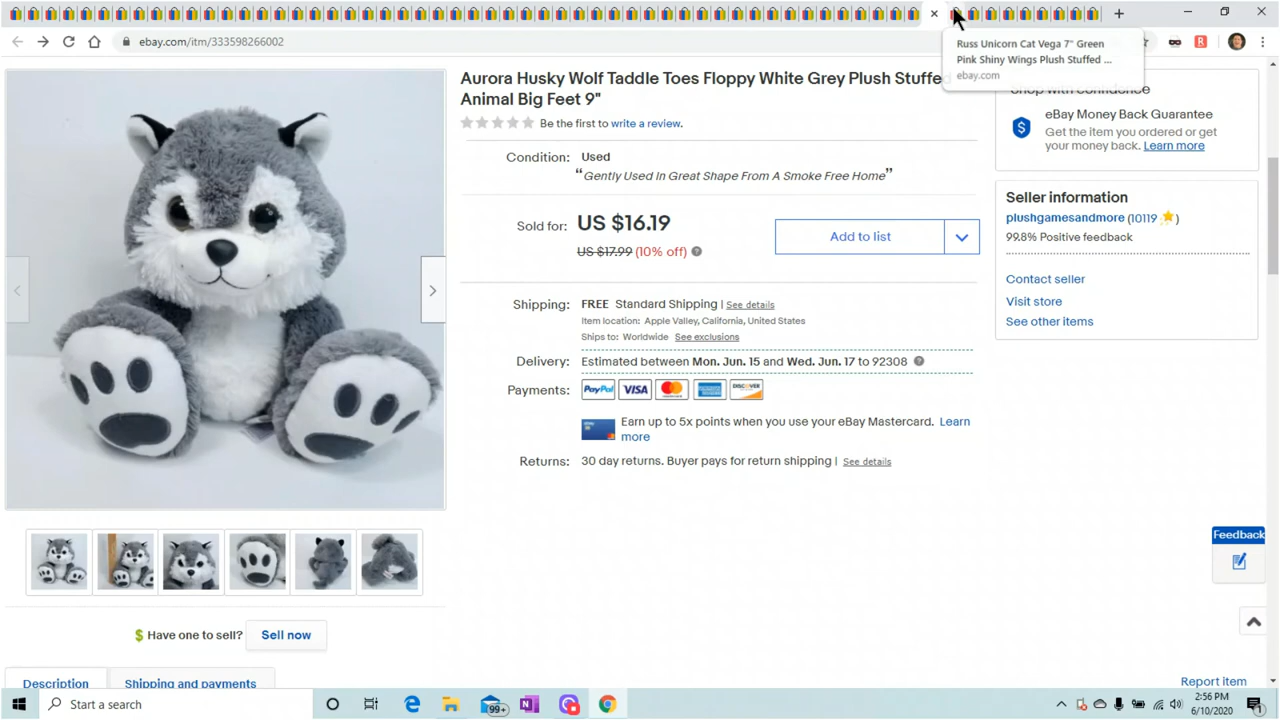 ebay.com/item/333598266002
R
Russ Unicorn Cat Vega 7" Green
Pink Shiny Wings Plush Stuffed ...
ebay.com
Aurora Husky Wolf Taddle Toes Floppy White Grey Plush Stuffed
Animal Big Feet 9"
Be the first to write a review.
Condition: Used
“Gently Used In Great Shape From A Smoke Free Home”
Sold for: US $16.19
US $17.99 (10% off)
Add to list
Shipping: FREE Standard Shipping | See details
Item location: Apple Valley, California, United States
Ships to: Worldwide See exclusions
Delivery: Estimated between Mon. Jun. 15 and Wed. Jun. 17 to 92308
Payments: PayPal VISA
Earn up to 5x points when you use your eBay Mastercard. Learn
more
Returns: 30 day returns. Buyer pays for return shipping | See details
Shop with confidence
eBay Money Back Guarantee
Get the item you ordered or get
your money back. Learn more
Seller information
plushgamesandmore (10119)
99.8% Positive feedback
Contact seller
Visit store
See other items
Feedback
Have one to sell? Sell now
Description Shipping and payments
Report item
Start a search
99+
2:56 PM
6/10/2020